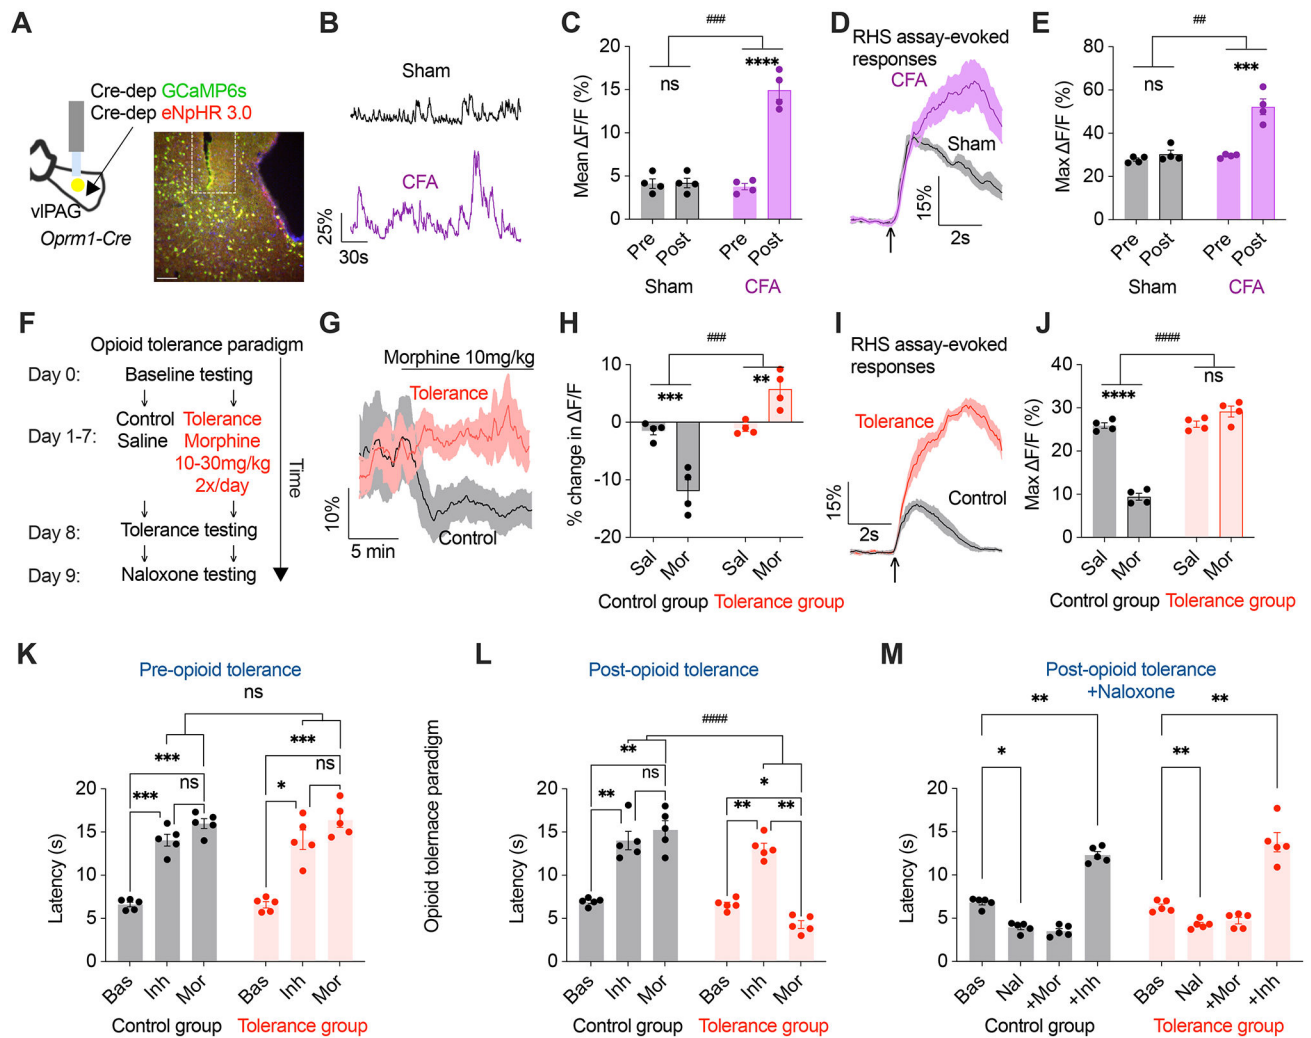 A
Cre-dep GCaMP6s
Cre-dep eNpHR 3.0
vlPAG
Oprm1-Cre
B
Sham
CFA
25%
30s
C
###
ns
****
Mean ΔF/F (%)
20
15
10
5
0
Pre
Post
Pre
Post
Sham
CFA
D
RHS assay-evoked
responses
CFA
Sham
15%
2s
E
##
ns
***
Max ΔF/F (%)
80
60
40
20
0
Pre
Post
Pre
Post
Sham
CFA
F
Opioid tolerance paradigm
Day 0:
Baseline testing
Day 1-7:
Control
Saline
Tolerance
Morphine
10-30mg/kg
2x/day
Time
Day 8:
Tolerance testing
Day 9:
Naloxone testing
G
Morphine 10mg/kg
Tolerance
Control
10%
5 min
H
###
***
**
% change in ΔF/F
10
0
-10
-20
Sal
Mor
Sal
Mor
Control group
Tolerance group
I
RHS assay-evoked
responses
Tolerance
Control
15%
2s
J
####
****
ns
Max ΔF/F (%)
40
30
20
10
0
Sal
Mor
Sal
Mor
Control group
Tolerance group
K
Pre-opioid tolerance
ns
***
***
ns
***
ns
*
Latency (s)
20
15
10
5
0
Bas
Inh
Mor
Bas
Inh
Mor
Control group
Tolerance group
Opioid tolernace paradigm
L
Post-opioid tolerance
####
**
ns
**
*
**
**
Latency (s)
20
15
10
5
0
Bas
Inh
Mor
Bas
Inh
Mor
Control group
Tolerance group
M
Post-opioid tolerance
+Naloxone
**
**
*
**
Latency (s)
20
15
10
5
0
Bas
Nal
+Mor
+Inh
Bas
Nal
+Mor
+Inh
Control group
Tolerance group